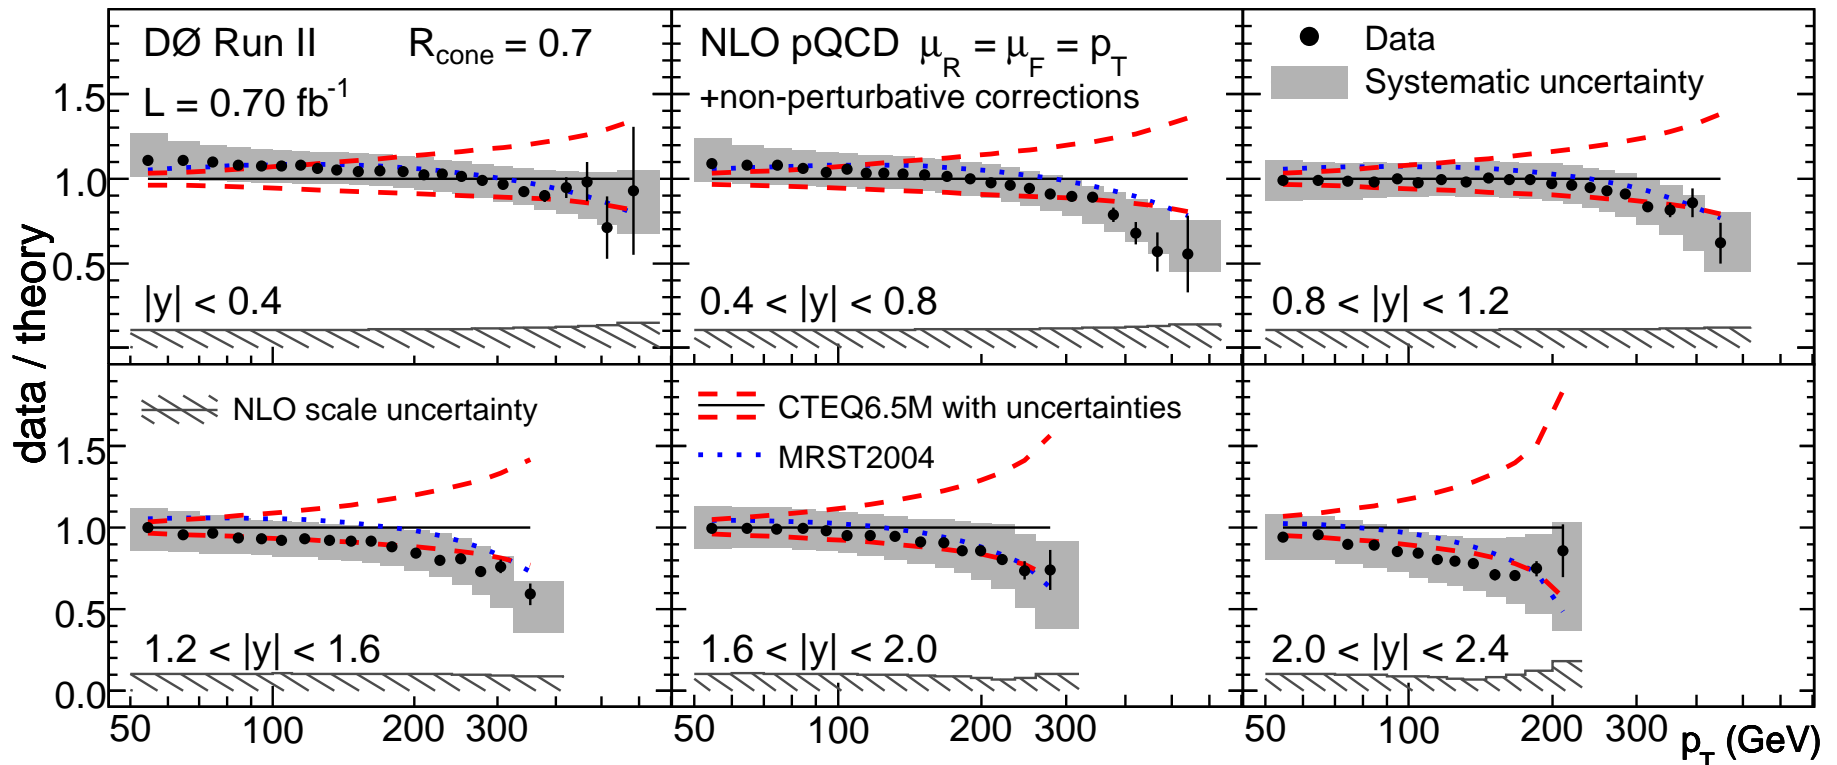 DØ Run II R_cone = 0.7
L = 0.70 fb^-1
|y| < 0.4
NLO pQCD μ_R = μ_F = p_T
+non-perturbative corrections
0.4 < |y| < 0.8
Data
Systematic uncertainty
0.8 < |y| < 1.2
1.5
1.0
0.5
data / theory
NLO scale uncertainty
1.2 < |y| < 1.6
CTEQ6.5M with uncertainties
MRST2004
1.6 < |y| < 2.0
2.0 < |y| < 2.4
1.5
1.0
0.5
0.0
50 100 200 300 50 100 200 300 50 100 200 300 p_T (GeV)